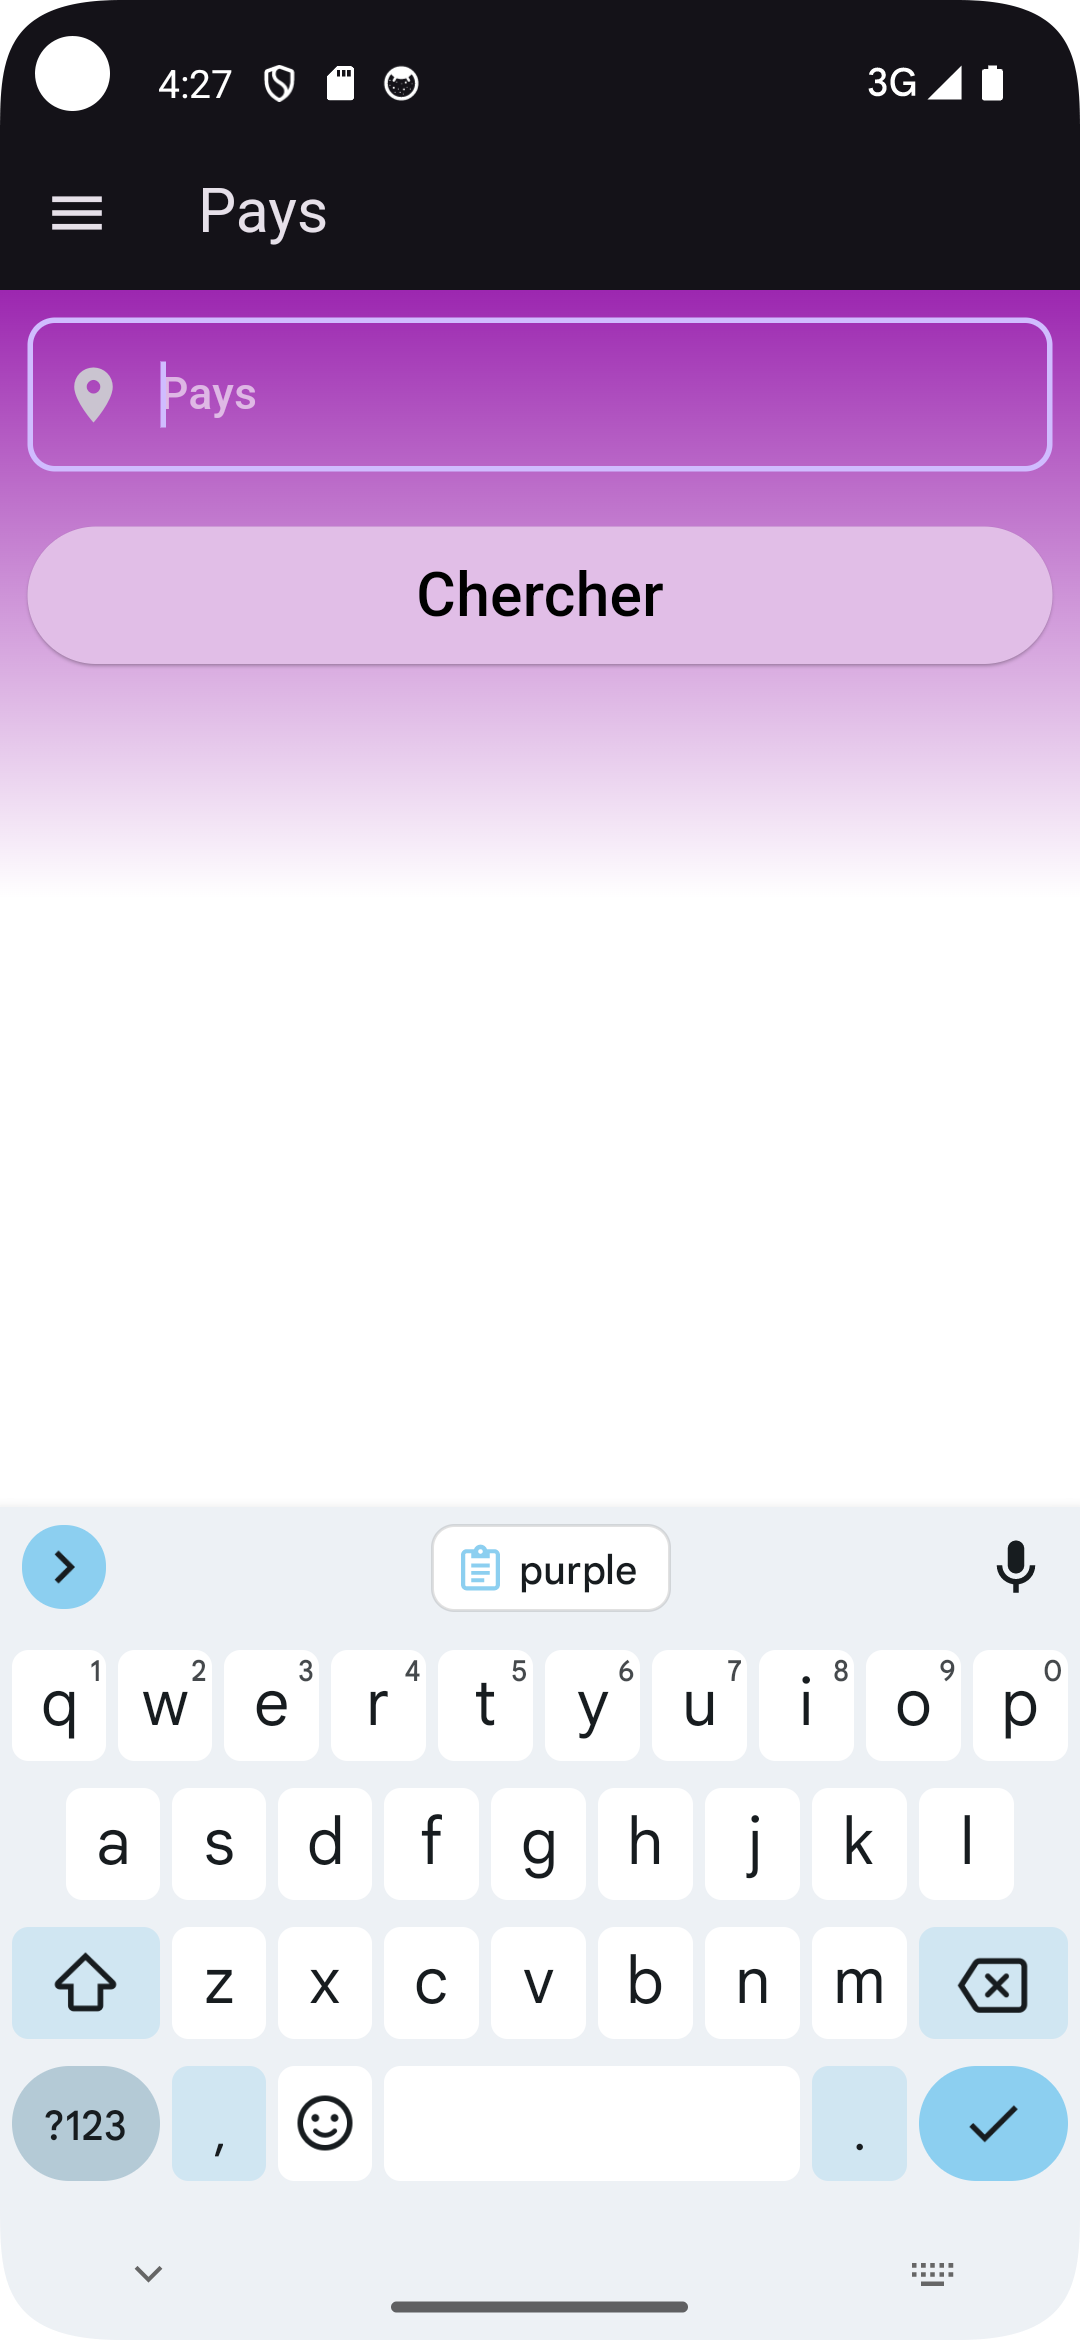 4:27 3G
Pays
Pays
Chercher
purple
q1 w2 e3 r4 t5 y6 u7 i8 o9 p0
a s d f g h j k l
z x c v b n m
?123 , .